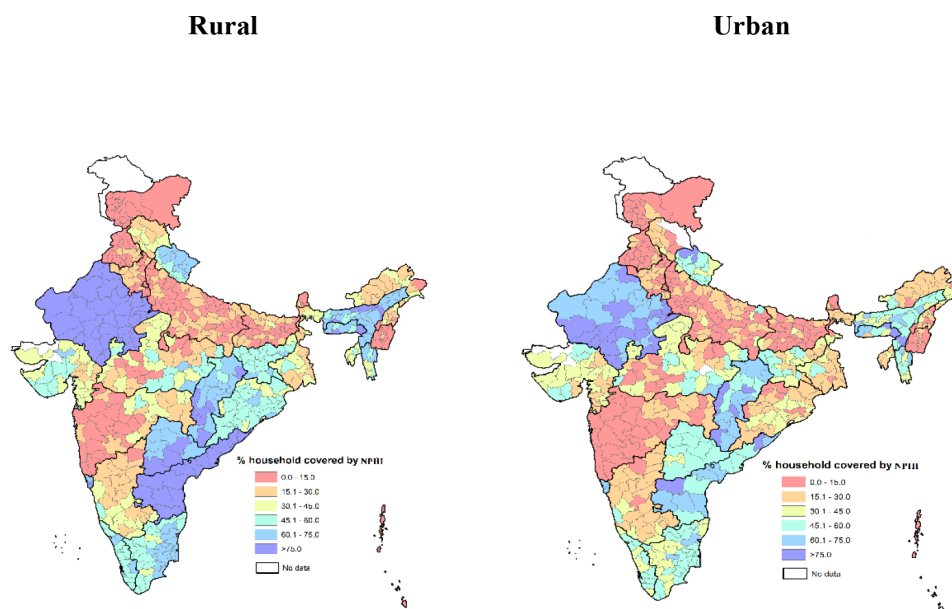 Rural
Urban
% household covered by NPHI
0.0 - 15.0
15.1 - 30.0
30.1 - 45.0
45.1 - 60.0
60.1 - 75.0
>75.0
No data
% household covered by NPHI
0.0 - 15.0
15.1 - 30.0
30.1 - 45.0
45.1 - 60.0
60.1 - 75.0
>75.0
No data